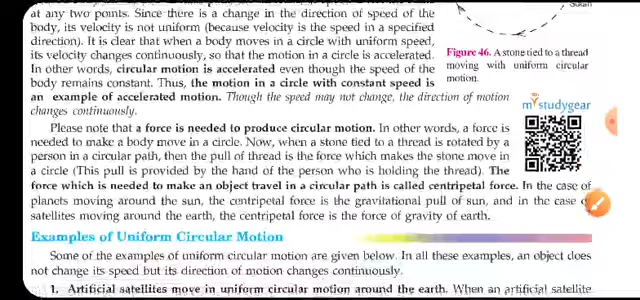 at any two points. Since there is a change in the direction of speed of the
body, its velocity is not uniform (because velocity is the speed in a specified
direction). It is clear that when a body moves in a circle with uniform speed,
its velocity changes continuously, so that the motion in a circle is accelerated.
In other words, circular motion is accelerated even though the speed of the
body remains constant. Thus, the motion in a circle with constant speed is
an example of accelerated motion. Though the speed may not change, the direction of motion
changes continuously.
Figure 46. A stone tied to a thread
moving with uniform circular
motion.
mystudygear
Please note that a force is needed to produce circular motion. In other words, a force is
needed to make a body move in a circle. Now, when a stone tied to a thread is rotated by a
person in a circular path, then the pull of thread is the force which makes the stone move in
a circle (This pull is provided by the hand of the person who is holding the thread). The
force which is needed to make an object travel in a circular path is called centripetal force. In the case of
planets moving around the sun, the centripetal force is the gravitational pull of sun, and in the case
satellites moving around the earth, the centripetal force is the force of gravity of earth.
Examples of Uniform Circular Motion
Some of the examples of uniform circular motion are given below. In all these examples, an object does
not change its speed but its direction of motion changes continuously.
1. Artificial satellites move in uniform circular motion around the earth. When an artificial satellite